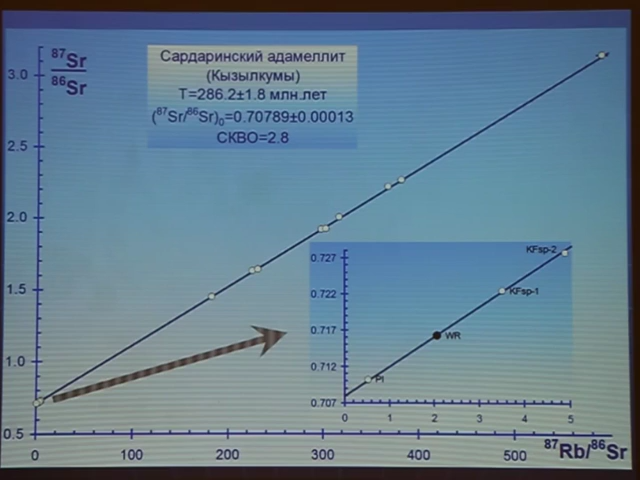 ⁸⁷Sr
⁸⁶Sr
Сардаринский адамеллит
(Кызылкумы)
Т=286.2±1.8 млн.лет
(⁸⁷Sr/⁸⁶Sr)₀=0.70789±0.00013
СКВО=2.8
3.0
2.5
2.0
1.5
1.0
0.5
0 100 200 300 400 500
⁸⁷Rb/⁸⁶Sr
KFsp-2
0.727
KFsp-1
0.722
0.717
WR
0.712
Pl
0.707
0 1 2 3 4 5